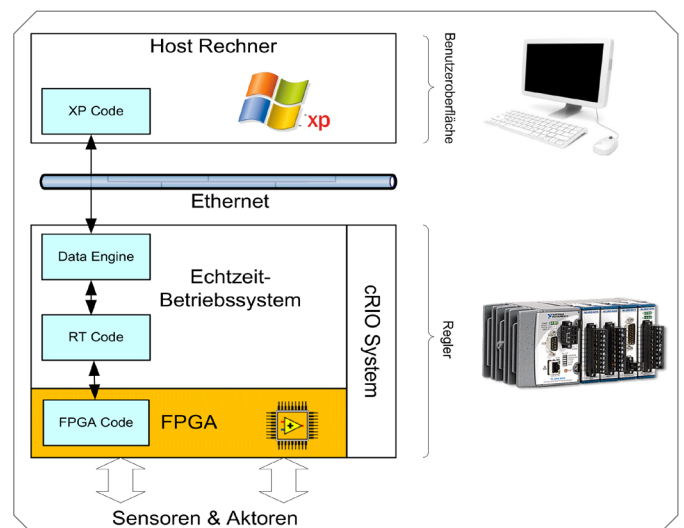 Host Rechner
XP Code
xp
Benutzeroberfläche
Ethernet
Data Engine
Echtzeit-
Betriebssystem
RT Code
cRIO System
Regler
FPGA Code
FPGA
Sensoren & Aktoren